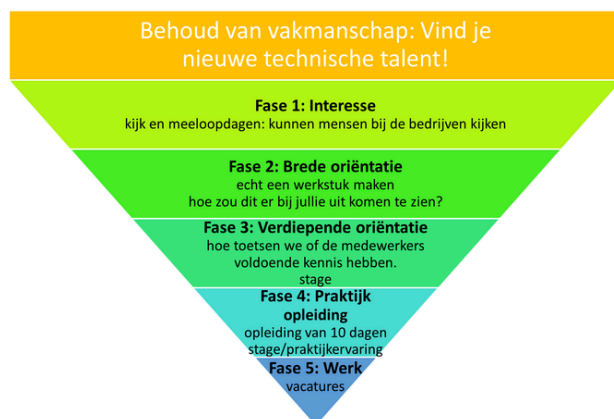 Behoud van vakmanschap: Vind je
nieuwe technische talent!
Fase 1: Interesse
kijk en meeloopdagen: kunnen mensen bij de bedrijven kijken
Fase 2: Brede oriëntatie
echt een werkstuk maken
hoe zou dit er bij jullie uit komen te zien?
Fase 3: Verdiepende oriëntatie
hoe toetsen we of de medewerkers
voldoende kennis hebben.
stage
Fase 4: Praktijk
opleiding
opleiding van 10 dagen
stage/praktijkervaring
Fase 5: Werk
vacatures